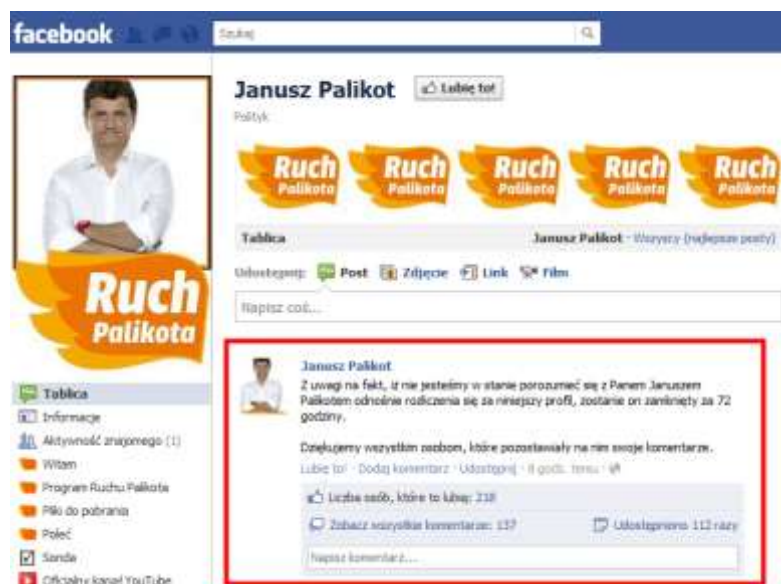 facebook
Szukaj
Janusz Palikot
Lubię to!
Polityk
Ruch Palikota
Ruch Palikota
Ruch Palikota
Ruch Palikota
Ruch Palikota
Tablica
Janusz Palikot · Wszyscy (najlepsze posty)
Udostępnij: Post Zdjęcie Link Film
Napisz coś...
Ruch
Palikota
Janusz Palikot
Z uwagi na fakt, iż nie jesteśmy w stanie porozumieć się z Panem Januszem
Palikotem odnośnie rozliczenia się za niniejszy profil, zostanie on zamknięty za 72
godziny.
Dziękujemy wszystkim osobom, które pozostawiały na nim swoje komentarze.
Lubię to! · Dodaj komentarz · Udostępnij · 8 godz. temu
Liczba osób, które to lubią: 218
Zobacz wszystkie komentarze: 137
Udostępniono 112 razy
Napisz komentarz...
Tablica
Informacje
Aktywność znajomego (1)
Witam
Program Ruchu Palikota
Pliki do pobrania
Poleć
Sonda
Oficjalny kanał YouTube